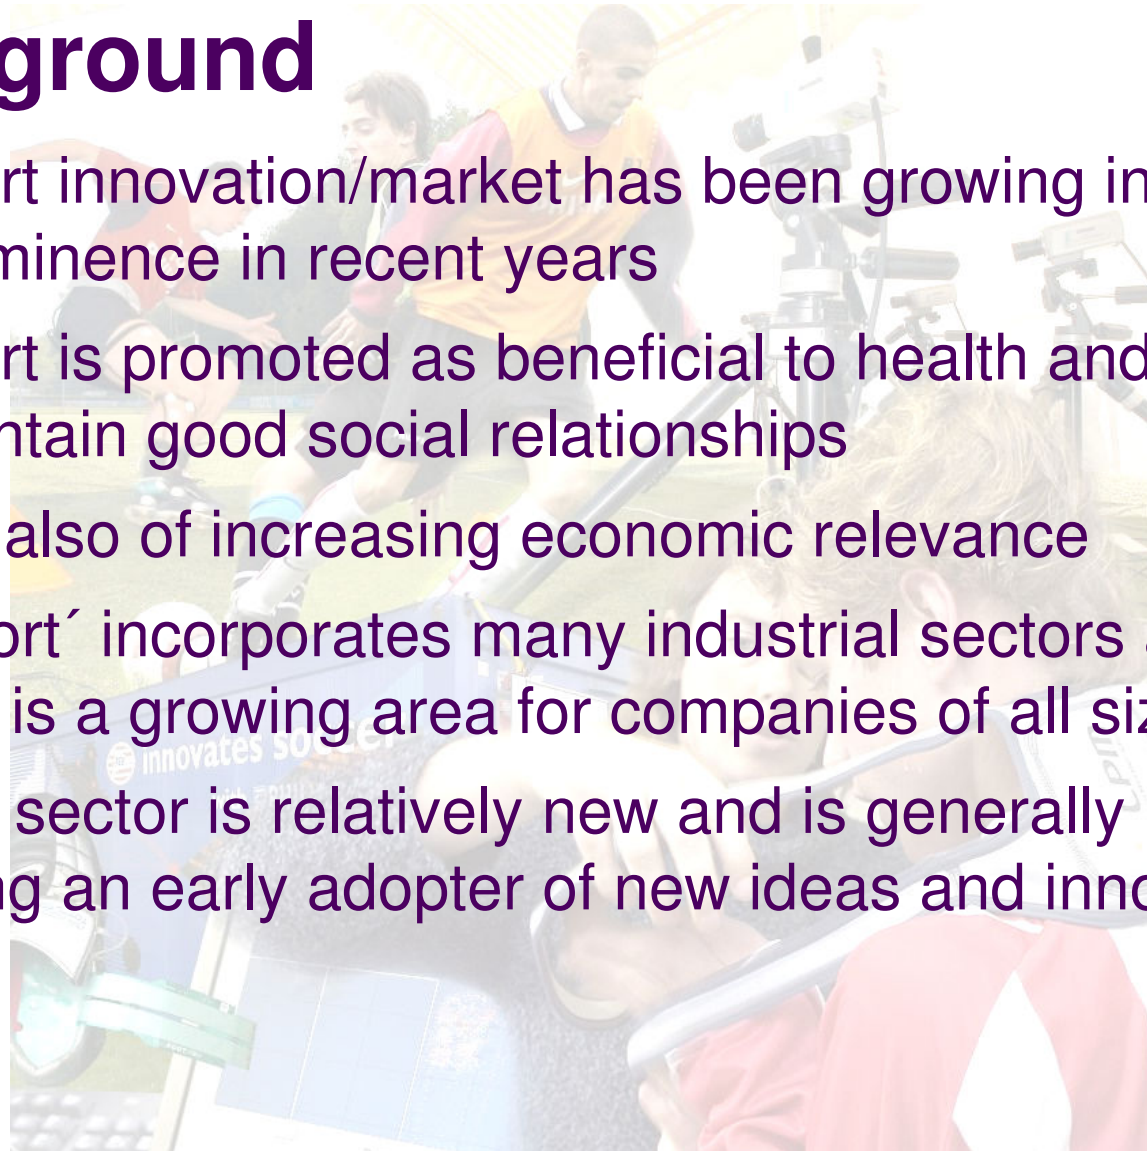 ground
rt innovation/market has been growing in
minence in recent years
rt is promoted as beneficial to health and
ntain good social relationships
also of increasing economic relevance
ort´ incorporates many industrial sectors
is a growing area for companies of all siz
innovates soccer
sector is relatively new and is generally
ng an early adopter of new ideas and inno